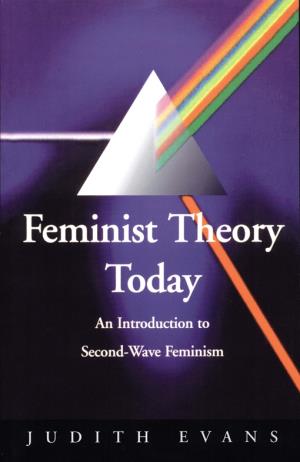 Feminist Theory
Today
An Introduction to
Second-Wave Feminism
JUDITH EVANS